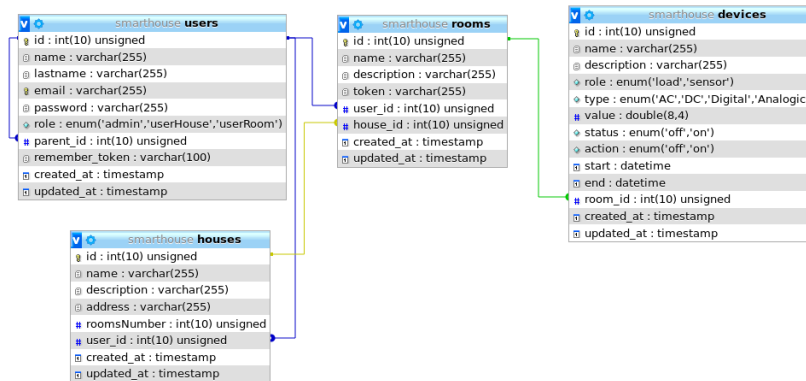 smarthouse users
id : int(10) unsigned
name : varchar(255)
lastname : varchar(255)
email : varchar(255)
password : varchar(255)
role : enum('admin','userHouse','userRoom')
parent_id : int(10) unsigned
remember_token : varchar(100)
created_at : timestamp
updated_at : timestamp
smarthouse rooms
id : int(10) unsigned
name : varchar(255)
description : varchar(255)
token : varchar(255)
user_id : int(10) unsigned
house_id : int(10) unsigned
created_at : timestamp
updated_at : timestamp
smarthouse devices
id : int(10) unsigned
name : varchar(255)
description : varchar(255)
role : enum('load','sensor')
type : enum('AC','DC','Digital','Analogic
value : double(8,4)
status : enum('off','on')
action : enum('off','on')
start : datetime
end : datetime
room_id : int(10) unsigned
created_at : timestamp
updated_at : timestamp
smarthouse houses
id : int(10) unsigned
name : varchar(255)
description : varchar(255)
address : varchar(255)
roomsNumber : int(10) unsigned
user_id : int(10) unsigned
created_at : timestamp
updated_at : timestamp